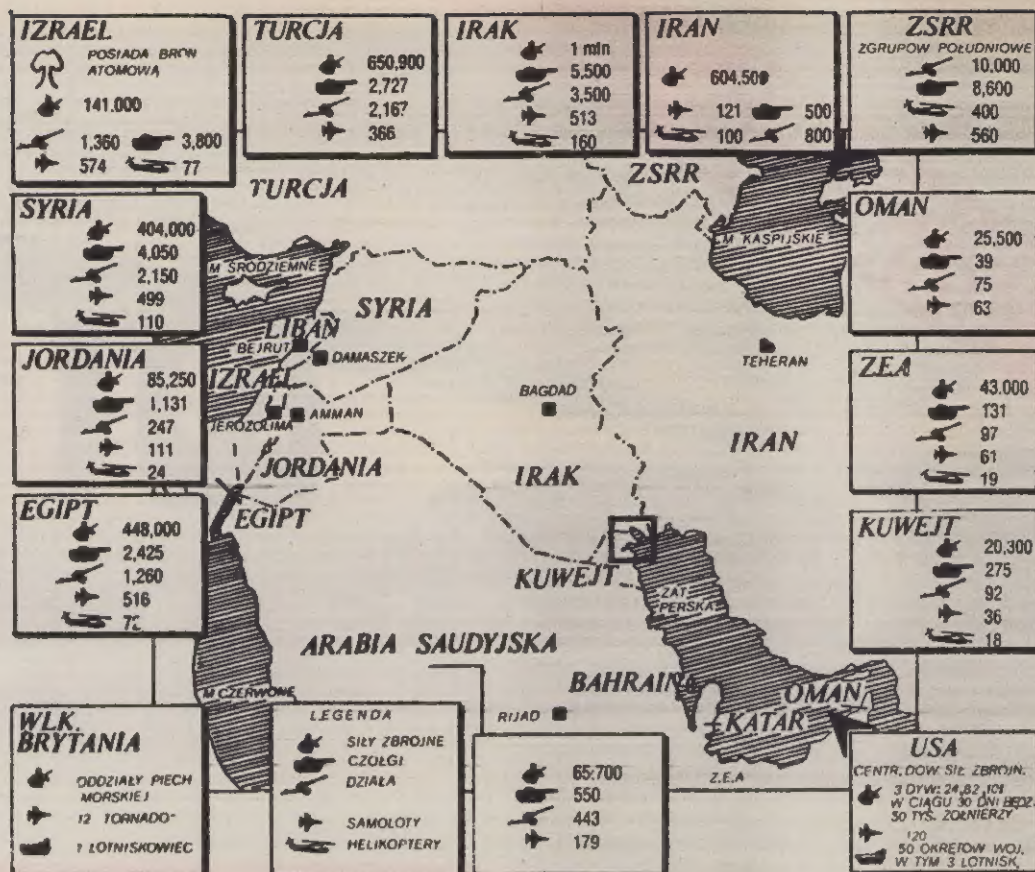 IZRAEL
POSIADA BROŃ
ATOMOWĄ
141.000
1,360 3,800
574 77
TURCJA
650,900
2,727
2,167
366
IRAK
1 mln
5,500
3,500
513
160
IRAN
604.500
121 500
100 800
ZSRR
ZGRUPOW POŁUDNIOWE
10,000
8,600
400
560
SYRIA
404,000
4,050
2,150
499
110
JORDANIA
85,250
1,131
247
111
24
EGIPT
448,000
2,425
1,260
516
72
WLK.
BRYTANIA
ODDZIAŁY PIECH
MORSKIEJ
12 TORNADO
1 LOTNISKOWIEC
LEGENDA
SIŁY ZBROJNE
CZOŁGI
DZIAŁA
SAMOLOTY
HELIKOPTERY
65.700
550
443
179
OMAN
25,500
39
75
63
ZEA
43.000
131
97
61
19
KUWEJT
20,300
275
92
36
18
USA
CENTR. DOW. SIŁ ZBROJN.
3 DYW: 24,82,101
W CIĄGU 30 DNI BĘDZ.
50 TYŚ. ŻOŁNIERZY
120
50 OKRĘTÓW WOJ.
W TYM 3 LOTNISK.
TURCJA
ZSRR
M ŚRÓDZIEMNE
M KASPIJSKIE
SYRIA
LIBAN
BEJRUT
DAMASZEK
TEHERAN
IZRAEL
BAGDAD
JEROZOLIMA
AMMAN
IRAN
JORDANIA
IRAK
EGIPT
KUWEJT
ZAT.
PERSKA
ARABIA SAUDYJSKA
M CZERWONE
BAHRAIN
OMAN
RIJAD
KATAR
Z.E.A